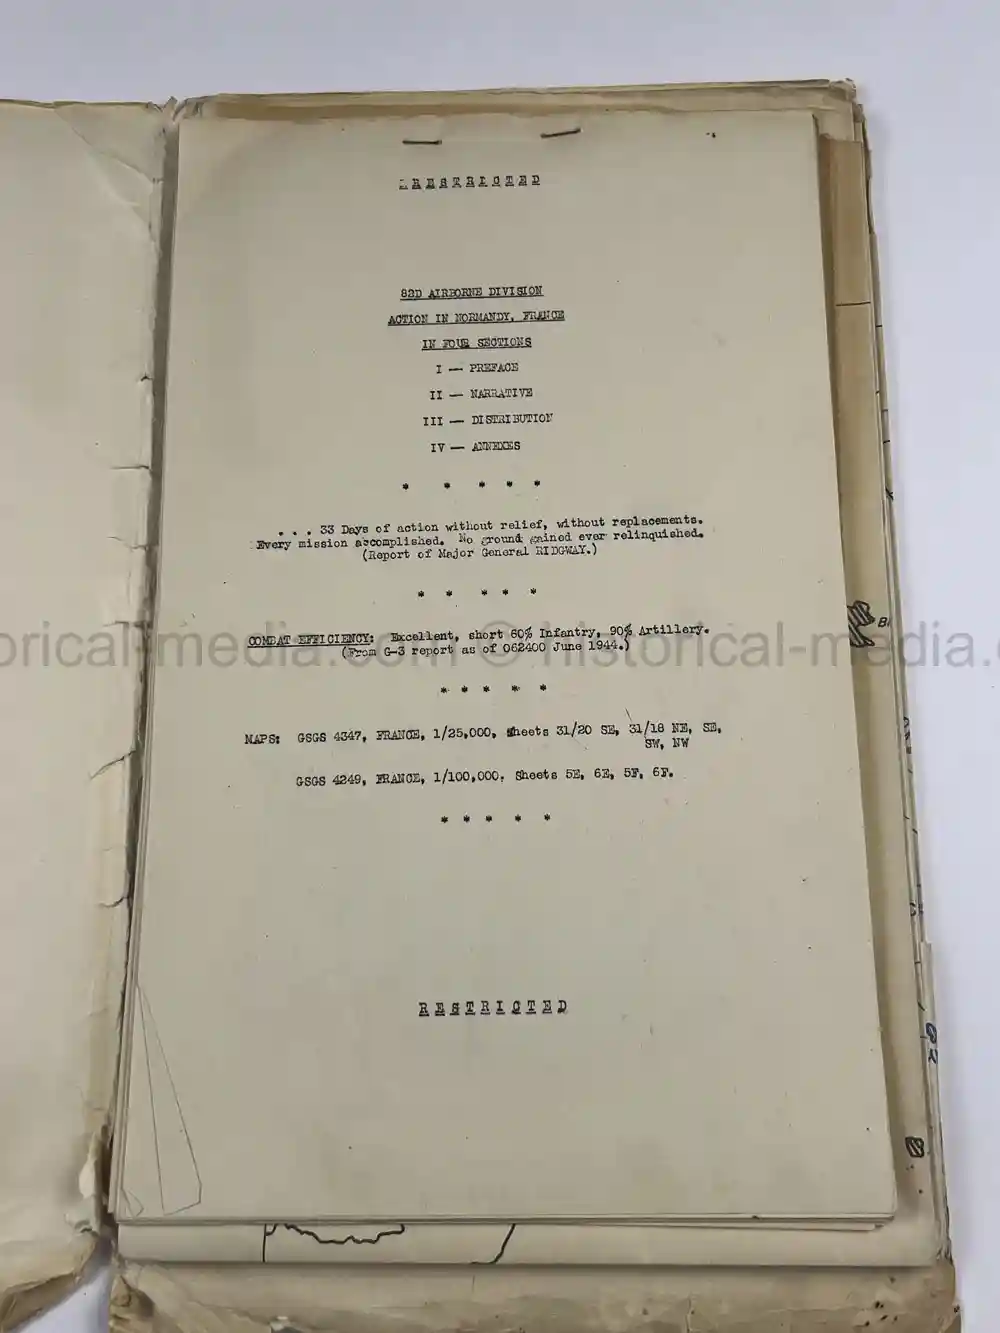 RESTRICTED
82D AIRBORNE DIVISION
ACTION IN NORMANDY, FRANCE
IN FOUR SECTIONS
I — PREFACE
II — NARRATIVE
III — DISTRIBUTION
IV — ANNEXES
* * * * *
. . . 33 Days of action without relief, without replacements.
Every mission accomplished. No ground gained ever relinquished.
(Report of Major General RIDGWAY.)
* * * * *
COMBAT EFFICIENCY: Excellent, short 60% Infantry, 90% Artillery.
(From G-3 report as of 062400 June 1944.)
orical-media.com © historical-media.c
* * * * *
MAPS: GSGS 4347, FRANCE, 1/25,000, Sheets 31/20 SE, 31/18 NE, SE,
SW, NW
GSGS 4249, FRANCE, 1/100,000, Sheets 5E, 6E, 5F, 6F.
* * * * *
RESTRICTED